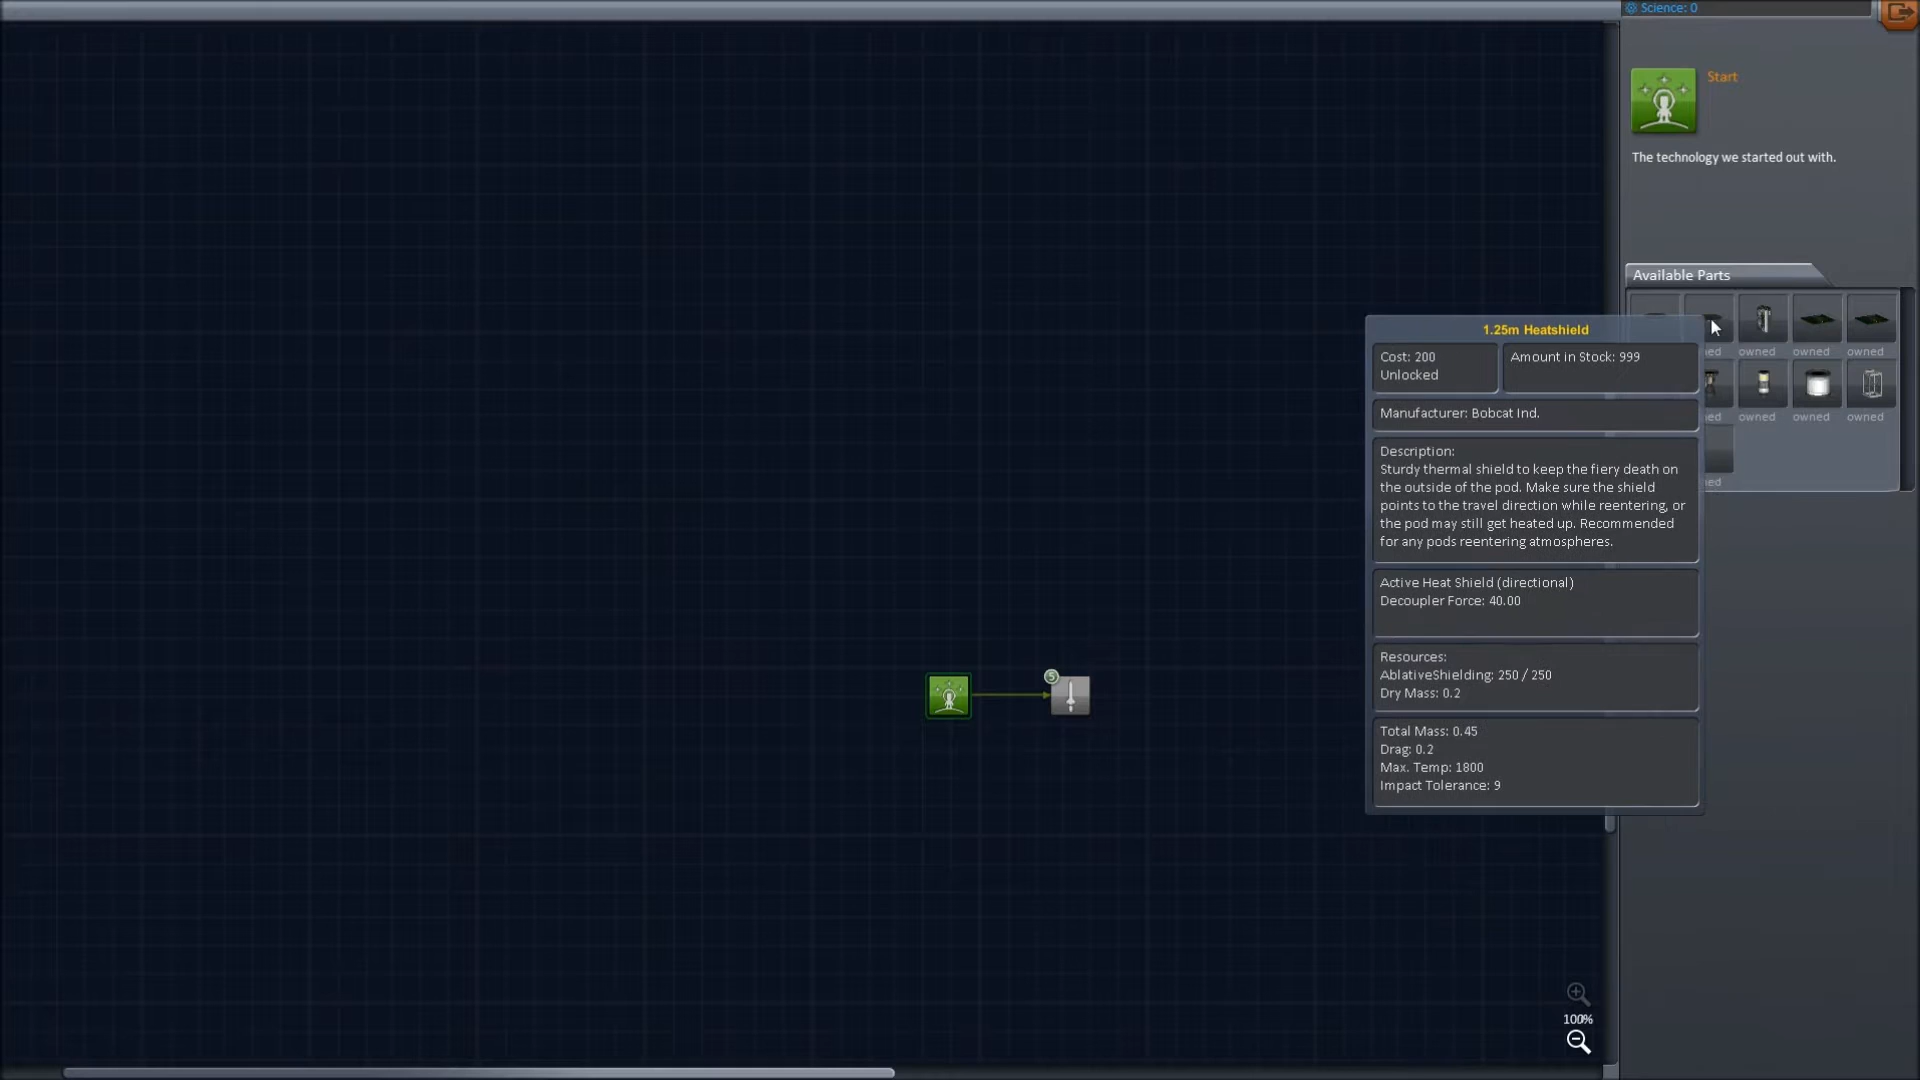 Science: 0
Start
The technology we started out with.
Available Parts
1.25m Heatshield
Cost: 200
Unlocked
Amount in Stock: 999
Manufacturer: Bobcat Ind.
Description:
Sturdy thermal shield to keep the fiery death on
the outside of the pod. Make sure the shield
points to the travel direction while reentering, or
the pod may still get heated up. Recommended
for any pods reentering atmospheres.
Active Heat Shield (directional)
Decoupler Force: 40.00
Resources:
AblativeShielding: 250 / 250
Dry Mass: 0.2
Total Mass: 0.45
Drag: 0.2
Max. Temp: 1800
Impact Tolerance: 9
ned owned owned owned
ned owned owned owned
ned
5
100%